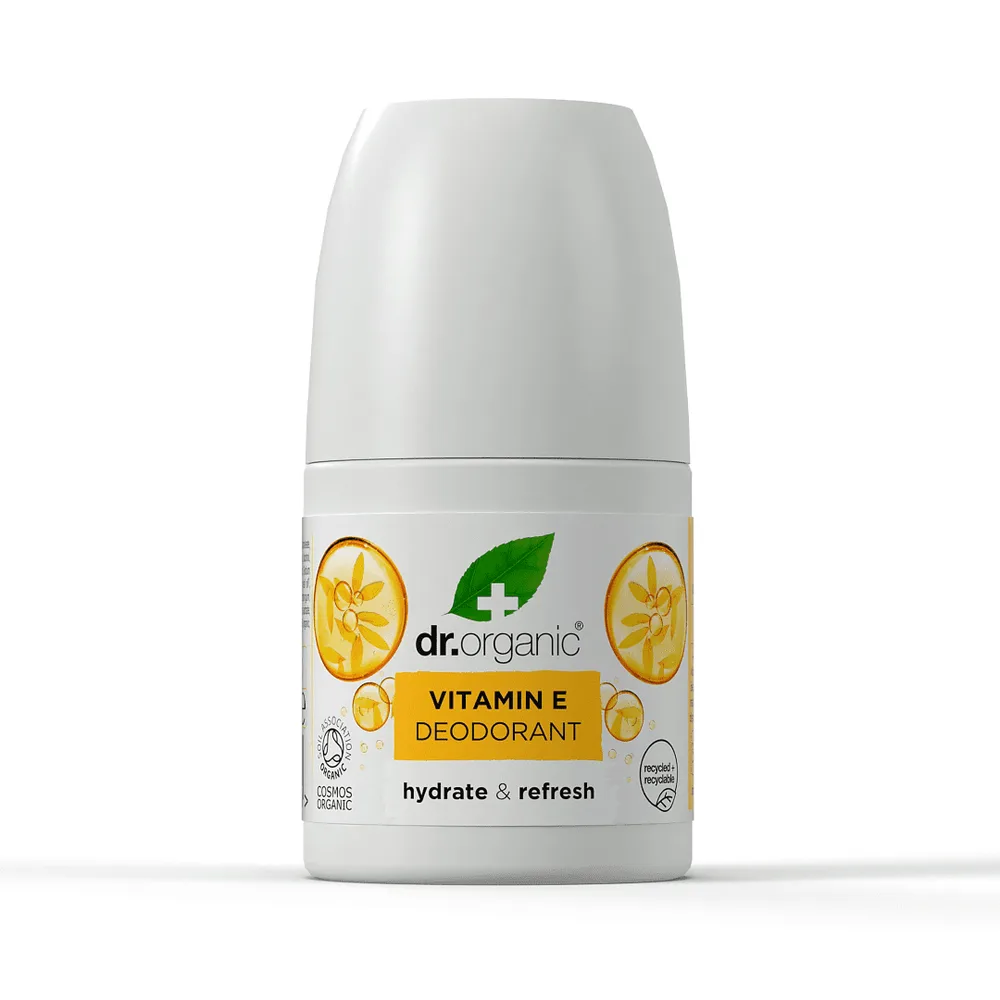 dr.organic®
VITAMIN E
DEODORANT
hydrate & refresh
SOIL ASSOCIATION
ORGANIC
COSMOS
ORGANIC
recycled +
recyclable